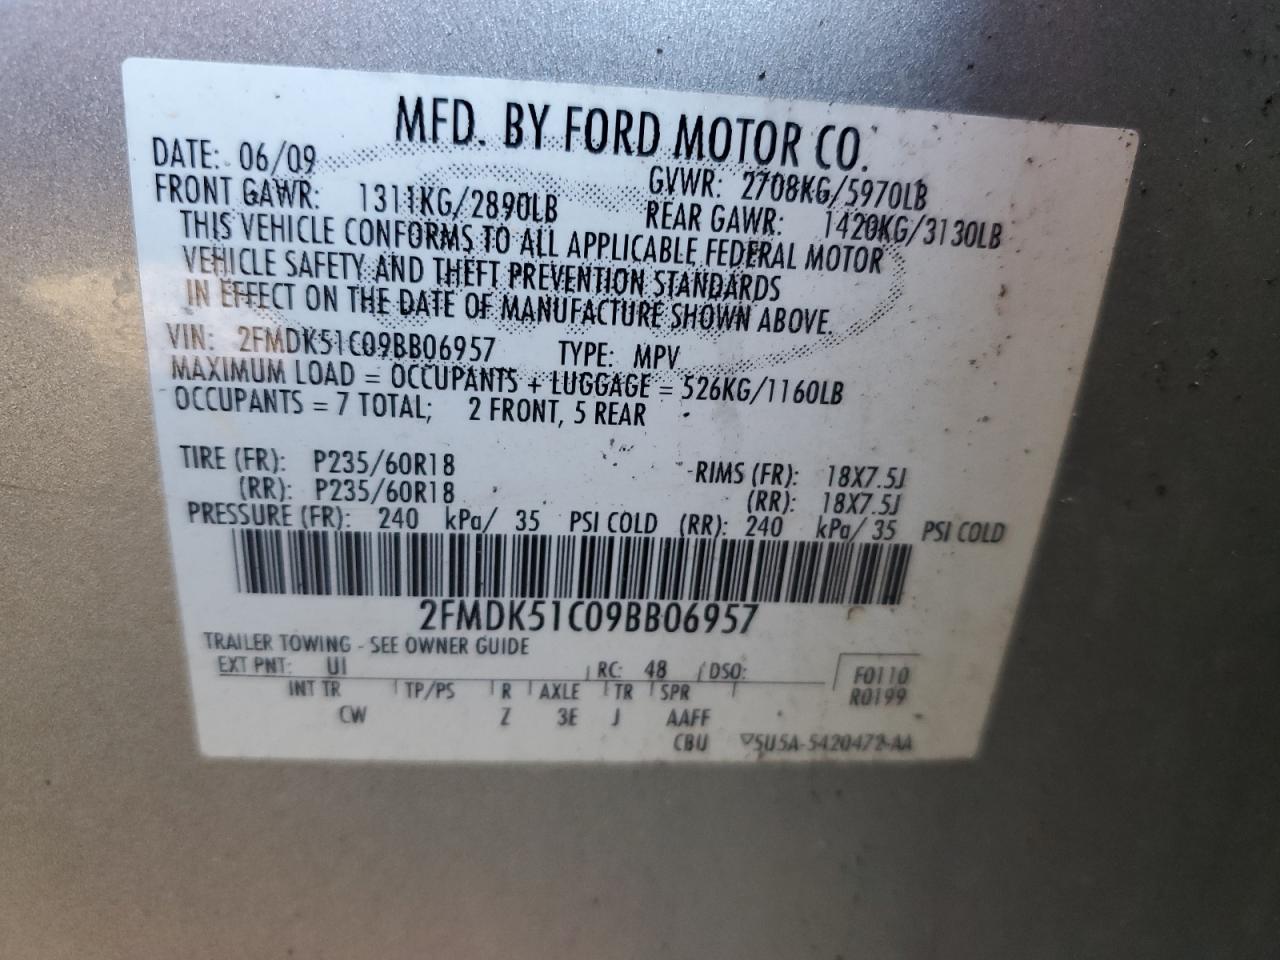 MFD. BY FORD MOTOR CO.
DATE: 06/09 GVWR: 2708KG/5970LB
FRONT GAWR: 1311KG/2890LB REAR GAWR: 1420KG/3130LB
THIS VEHICLE CONFORMS TO ALL APPLICABLE FEDERAL MOTOR
VEHICLE SAFETY AND THEFT PREVENTION STANDARDS
IN EFFECT ON THE DATE OF MANUFACTURE SHOWN ABOVE.
VIN: 2FMDK51C09BB06957 TYPE: MPV
MAXIMUM LOAD = OCCUPANTS + LUGGAGE = 526KG/1160LB
OCCUPANTS = 7 TOTAL; 2 FRONT, 5 REAR
TIRE (FR): P235/60R18 RIMS (FR): 18X7.5J
(RR): P235/60R18 (RR): 18X7.5J
PRESSURE (FR): 240 kPa/ 35 PSI COLD (RR): 240 kPa/ 35 PSI COLD
2FMDK51C09BB06957
TRAILER TOWING - SEE OWNER GUIDE
EXT PNT: UI RC: 48 DSO: F0110
INT TR TP/PS R AXLE TR SPR R0199
CW Z 3E J AAFF
CBU 5U5A-5420472-AA